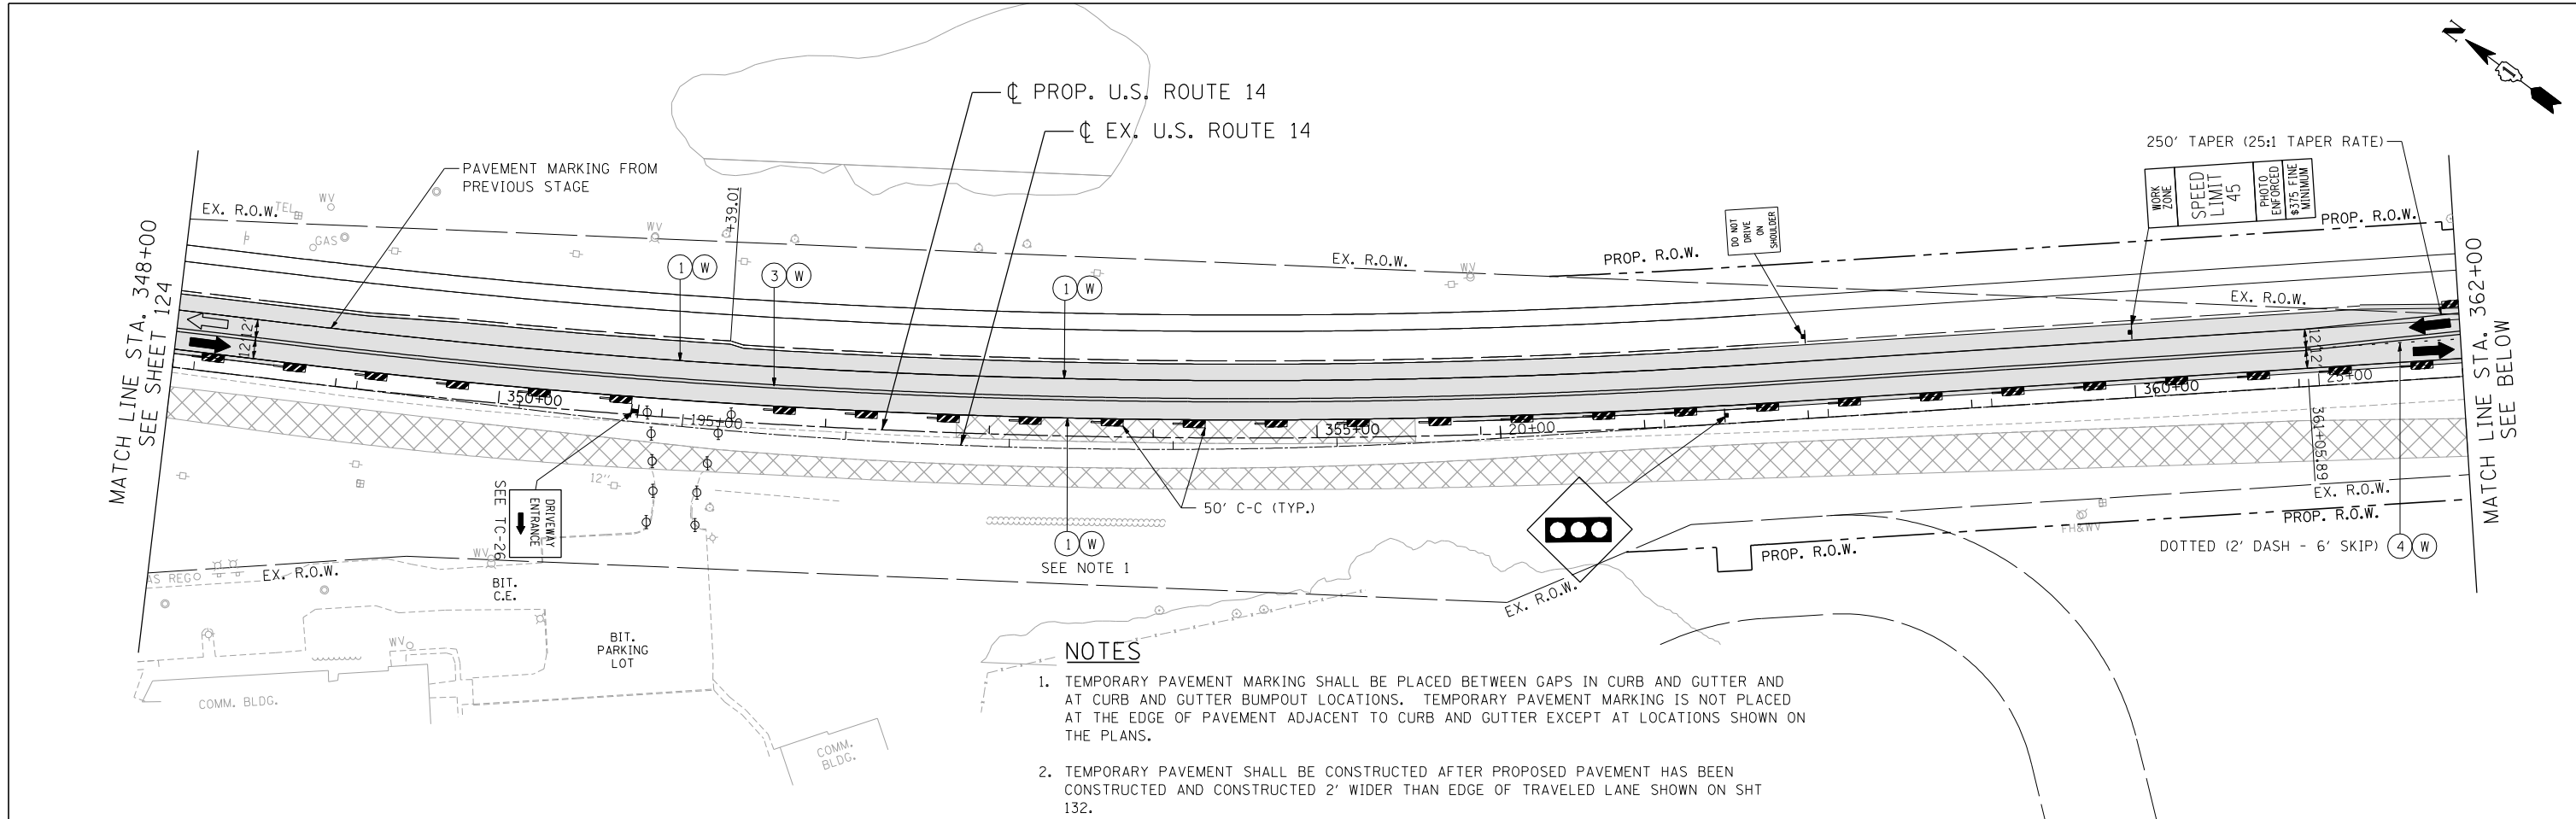 N
1
℄ PROP. U.S. ROUTE 14
℄ EX. U.S. ROUTE 14
250' TAPER (25:1 TAPER RATE)
PAVEMENT MARKING FROM
PREVIOUS STAGE
WORK
ZONE
SPEED
LIMIT
45
PHOTO
ENFORCED
$375 FINE
MINIMUM
+39.01
EX. R.O.W.
TEL
WV
GAS
WV
DO NOT
DRIVE
ON
SHOULDER
PROP. R.O.W.
EX. R.O.W.
WV
PROP. R.O.W.
EX. R.O.W.
MATCH LINE STA. 348+00
SEE SHEET 124
MATCH LINE STA. 362+00
SEE BELOW
1 W
3 W
1 W
12'
12'
12'
12'
350+00
195+00
355+00
20+00
360+00
25+00
361+05.89
12"
SEE TC-26
DRIVEWAY
ENTRANCE
50' C-C (TYP.)
1 W
SEE NOTE 1
EX. R.O.W.
PROP. R.O.W.
FH&WV
DOTTED (2' DASH - 6' SKIP) 4 W
PROP. R.O.W.
EX. R.O.W.
AS REG
EX. R.O.W.
WV
BIT.
C.E.
WV
BIT.
PARKING
LOT
COMM. BLDG.
COMM.
BLDG.
NOTES
1. TEMPORARY PAVEMENT MARKING SHALL BE PLACED BETWEEN GAPS IN CURB AND GUTTER AND
AT CURB AND GUTTER BUMPOUT LOCATIONS. TEMPORARY PAVEMENT MARKING IS NOT PLACED
AT THE EDGE OF PAVEMENT ADJACENT TO CURB AND GUTTER EXCEPT AT LOCATIONS SHOWN ON
THE PLANS.
2. TEMPORARY PAVEMENT SHALL BE CONSTRUCTED AFTER PROPOSED PAVEMENT HAS BEEN
CONSTRUCTED AND CONSTRUCTED 2' WIDER THAN EDGE OF TRAVELED LANE SHOWN ON SHT
132.